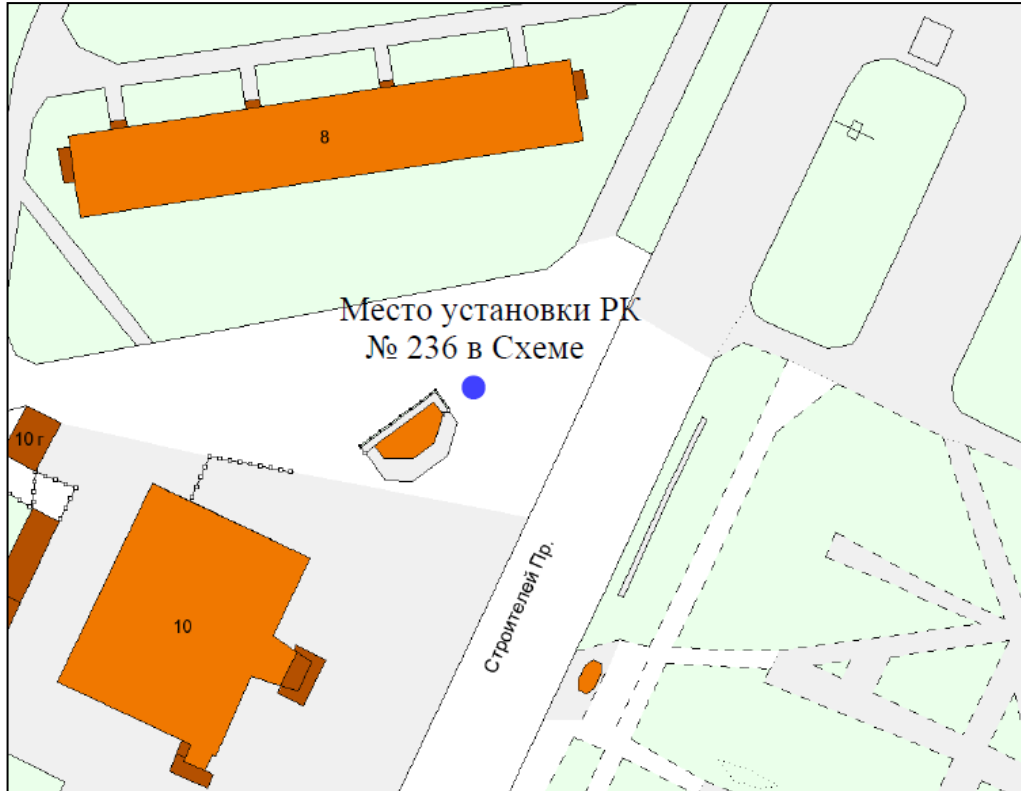 8
Место установки РК
№ 236 в Схеме
10 г
Строителей Пр.
10